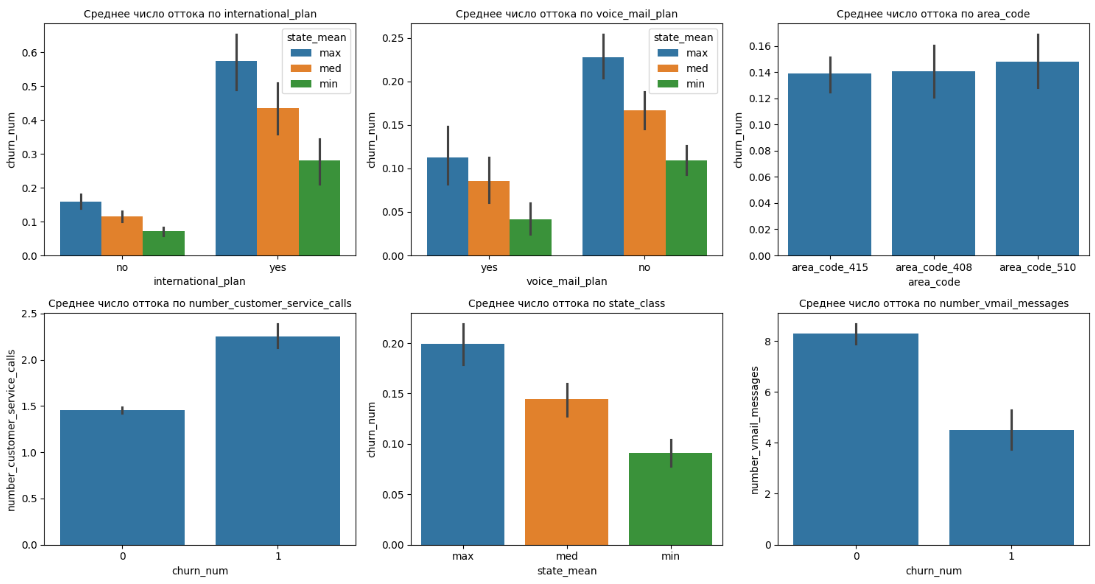 Среднее число оттока по international_plan
churn_num
0.6
0.5
0.4
0.3
0.2
0.1
0.0
state_mean
max
med
min
no
yes
international_plan
Среднее число оттока по voice_mail_plan
churn_num
0.25
0.20
0.15
0.10
0.05
0.00
state_mean
max
med
min
yes
no
voice_mail_plan
Среднее число оттока по area_code
churn_num
0.16
0.14
0.12
0.10
0.08
0.06
0.04
0.02
0.00
area_code_415
area_code_408
area_code_510
area_code
Среднее число оттока по number_customer_service_calls
number_customer_service_calls
2.5
2.0
1.5
1.0
0.5
0.0
0
1
churn_num
Среднее число оттока по state_class
churn_num
0.20
0.15
0.10
0.05
0.00
max
med
min
state_mean
Среднее число оттока по number_vmail_messages
number_vmail_messages
8
6
4
2
0
0
1
churn_num